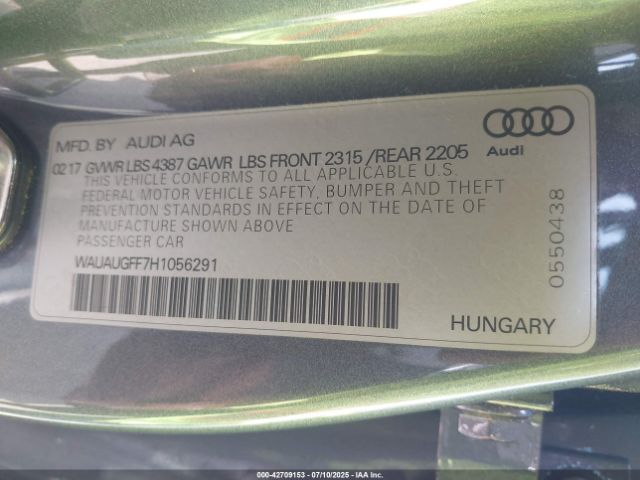 MFD. BY AUDI AG
02 17 GVWR LBS 4387 GAWR LBS FRONT 2315 /REAR 2205
THIS VEHICLE CONFORMS TO ALL APPLICABLE U.S.
FEDERAL MOTOR VEHICLE SAFETY, BUMPER AND THEFT
PREVENTION STANDARDS IN EFFECT ON THE DATE OF
MANUFACTURE SHOWN ABOVE
PASSENGER CAR
WAUAUGFF7H1056291
HUNGARY
Audi
0550438
000-42709153 - 07/10/2025 - IAA Inc.